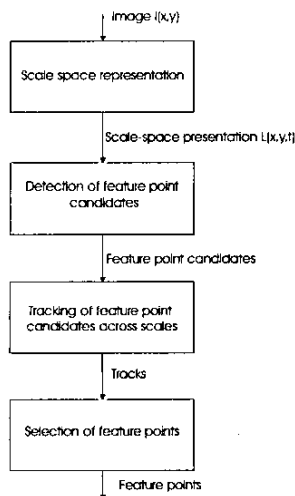 Image I(x,y)
Scale space representation
Scale-space presentation L(x,y,t)
Detection of feature point
candidates
Feature point candidates
Tracking of feature point
candidates across scales
Tracks
Selection of feature points
Feature points